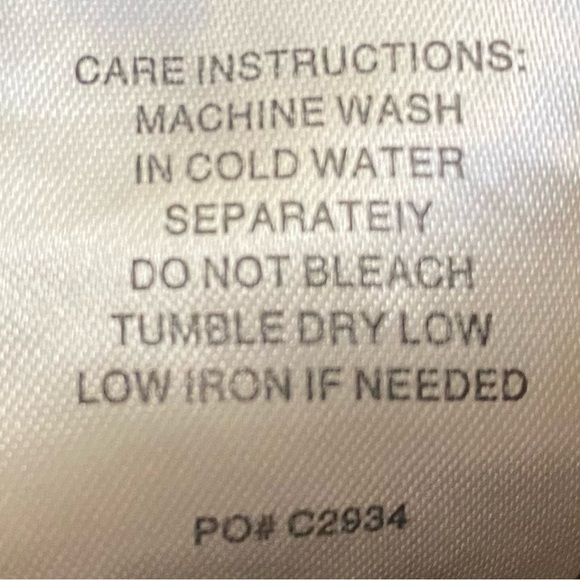 CARE INSTRUCTIONS:
MACHINE WASH
IN COLD WATER
SEPARATEIY
DO NOT BLEACH
TUMBLE DRY LOW
LOW IRON IF NEEDED
PO# C2934